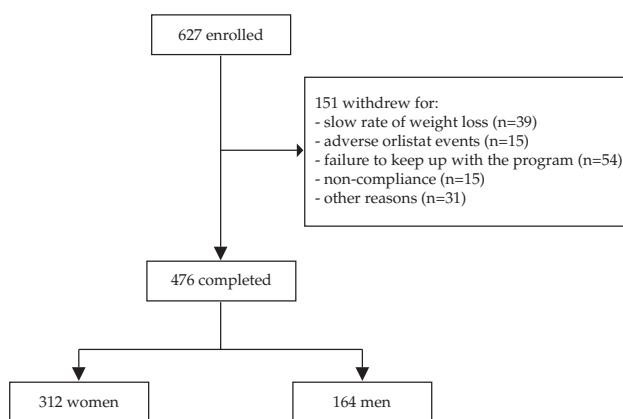 627 enrolled
151 withdrew for:
- slow rate of weight loss (n=39)
- adverse orlistat events (n=15)
- failure to keep up with the program (n=54)
- non-compliance (n=15)
- other reasons (n=31)
476 completed
312 women
164 men